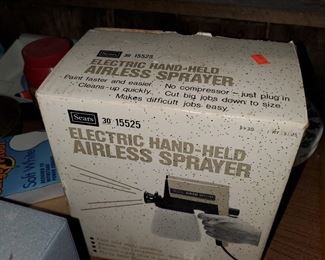 Sears
30 15525
ELECTRIC HAND-HELD
AIRLESS SPRAYER
Paint faster and easier. No compressor - just plug in
Cleans-up quickly. Cut big jobs down to size.
Makes difficult jobs easy.
Sears
30 15525
ELECTRIC HAND-HELD
AIRLESS SPRAYER
Soft White